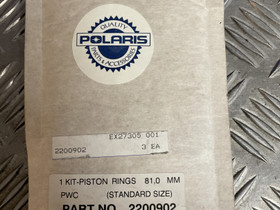 QUALITY
POLARIS
PARTS & ACCESSORIES
EX27305 001
2200902 3 EA
1 KIT-PISTON RINGS 81,0 MM
PWC (STANDARD SIZE)
PART NO. 2200902